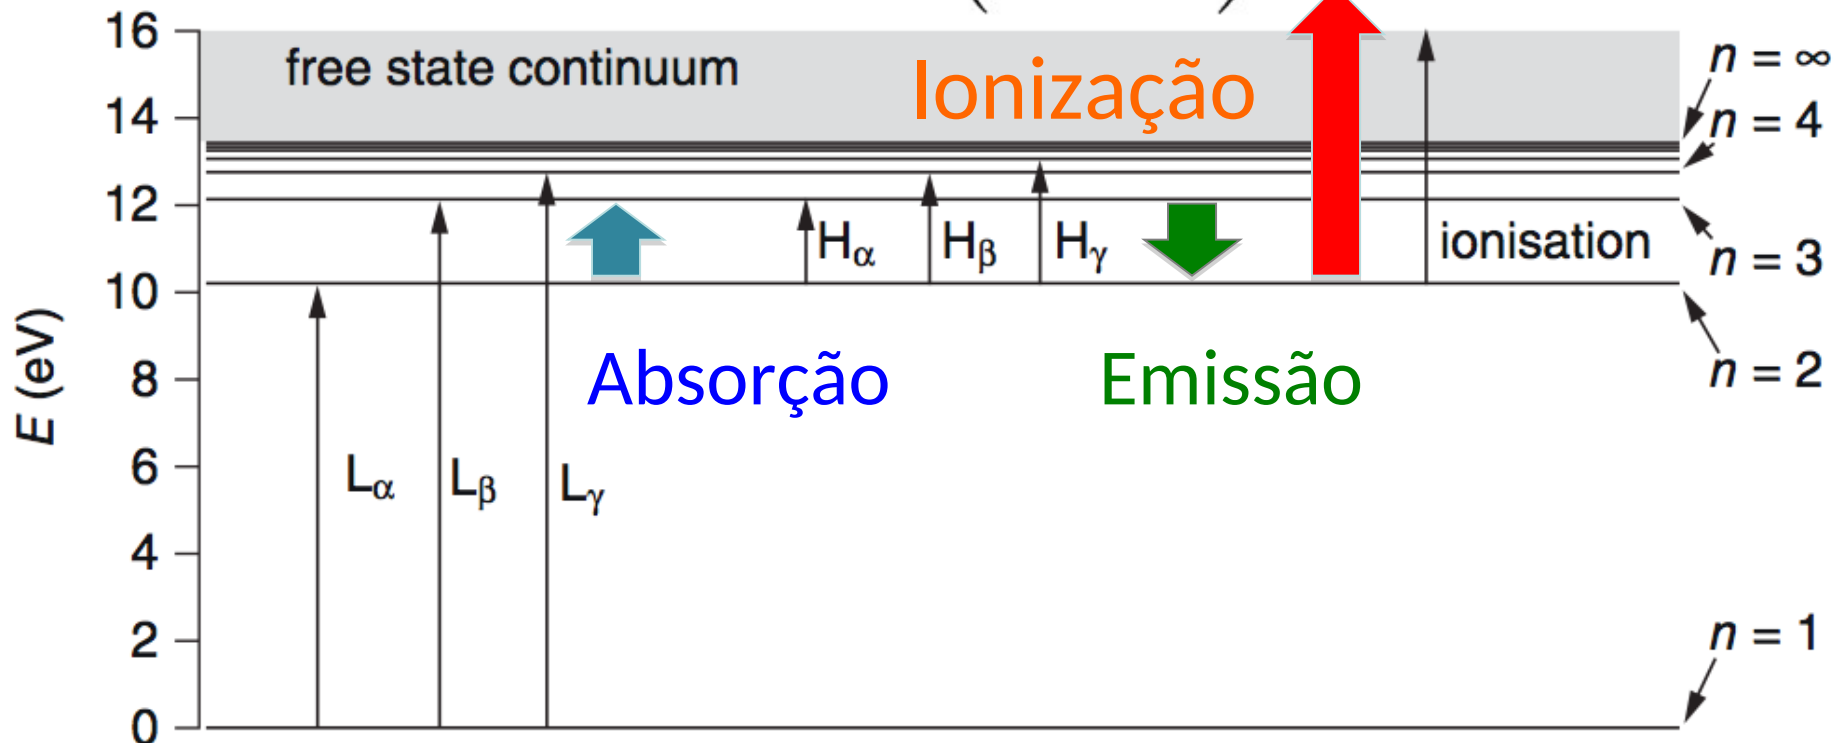 16
free state continuum
Ionização
n = ∞
14
n = 4
12
Hα
Hβ
Hγ
ionisation
n = 3
10
E (eV)
8
Absorção
Emissão
n = 2
6
Lα
Lβ
Lγ
4
2
n = 1
0